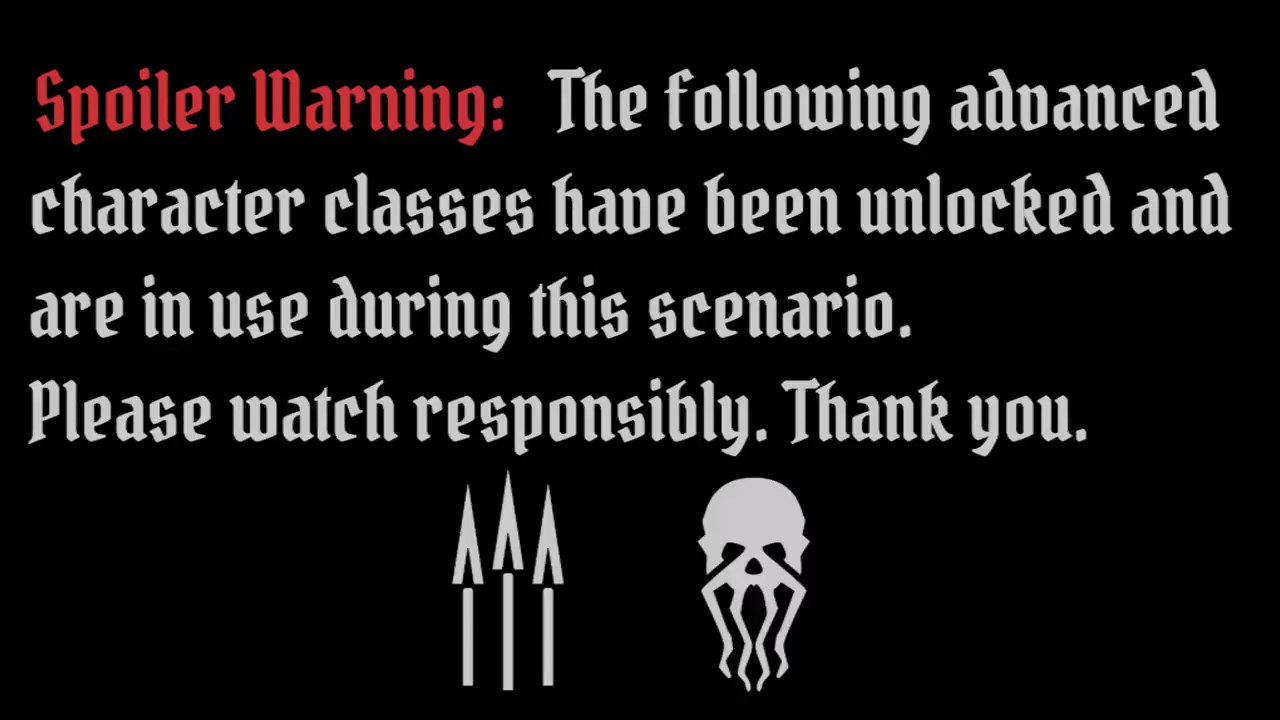 Spoiler Warning: The following advanced
character classes have been unlocked and
are in use during this scenario.
Please watch responsibly. Thank you.